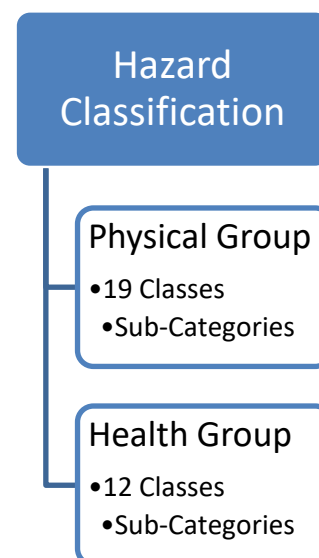 Hazard
Classification
Physical Group
•19 Classes
•Sub-Categories
Health Group
•12 Classes
•Sub-Categories